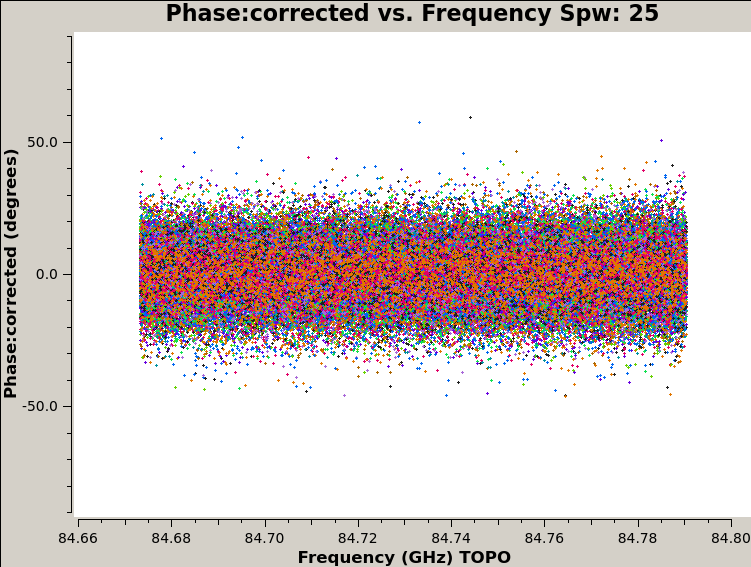 Phase:corrected vs. Frequency Spw: 25
Phase:corrected (degrees)
50.0
0.0
-50.0
84.66 84.68 84.70 84.72 84.74 84.76 84.78 84.80
Frequency (GHz) TOPO